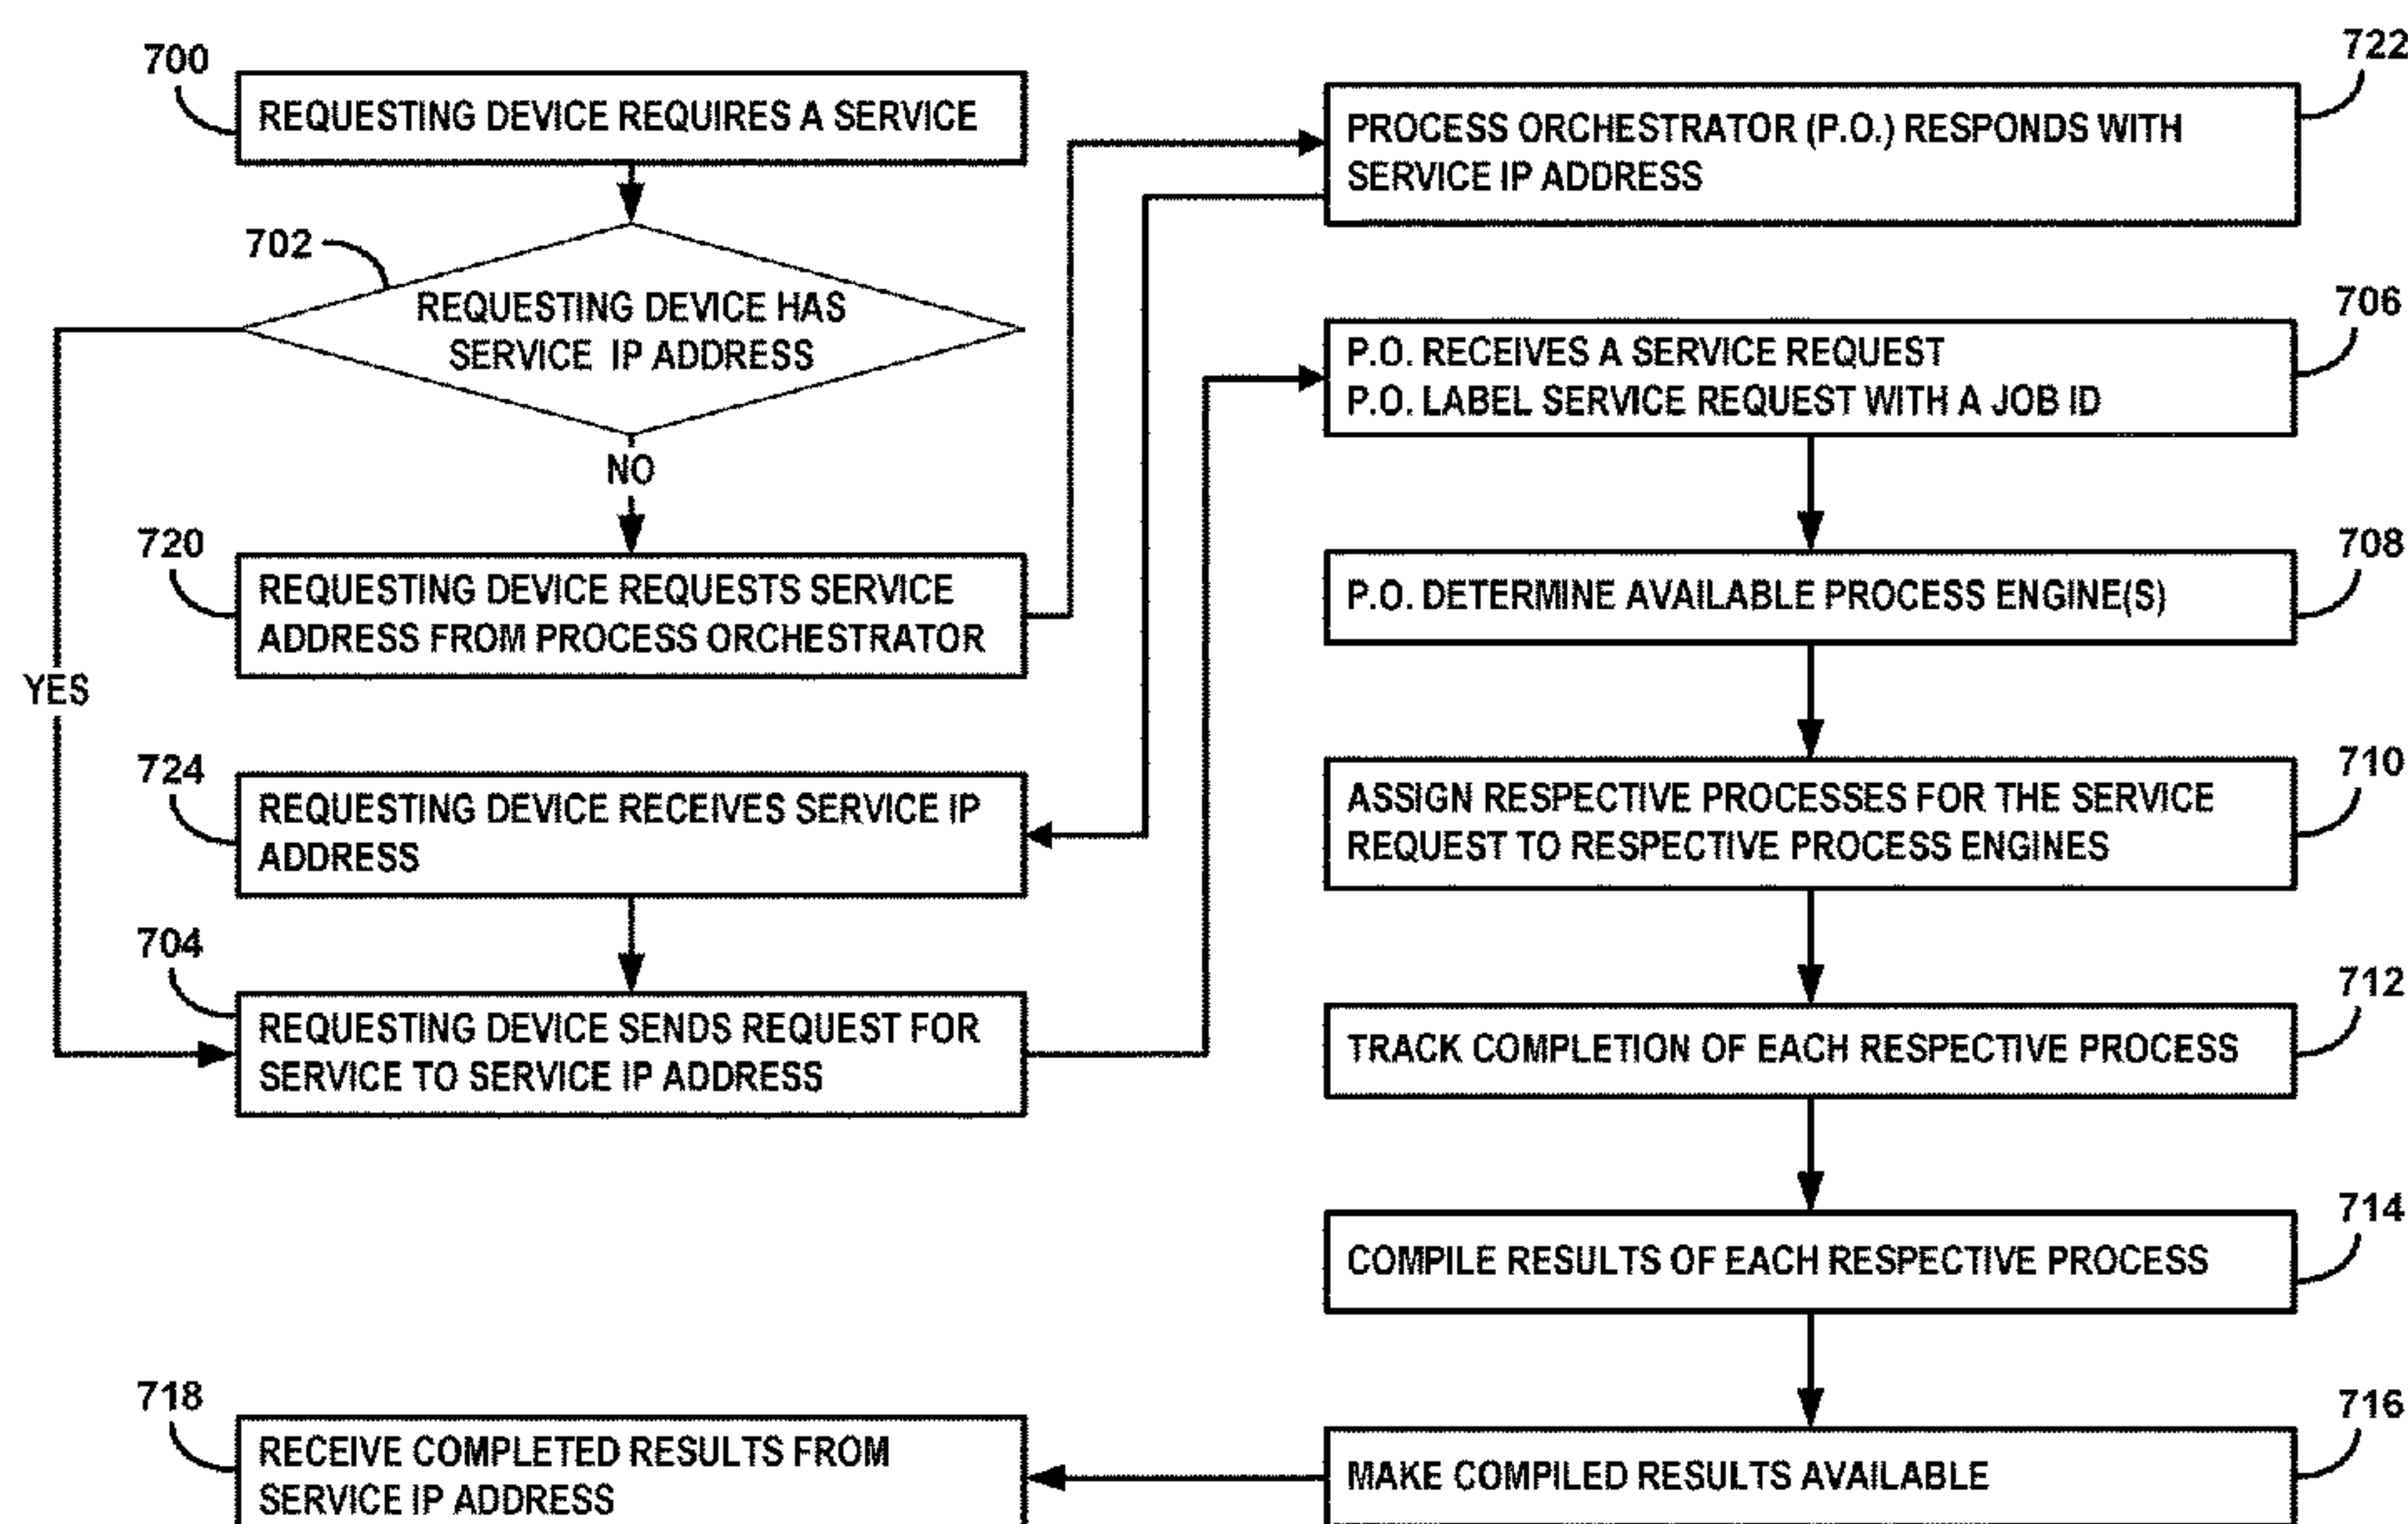 700
REQUESTING DEVICE REQUIRES A SERVICE
702
REQUESTING DEVICE HAS
SERVICE IP ADDRESS
NO
YES
720
REQUESTING DEVICE REQUESTS SERVICE
ADDRESS FROM PROCESS ORCHESTRATOR
724
REQUESTING DEVICE RECEIVES SERVICE IP
ADDRESS
704
REQUESTING DEVICE SENDS REQUEST FOR
SERVICE TO SERVICE IP ADDRESS
722
PROCESS ORCHESTRATOR (P.O.) RESPONDS WITH
SERVICE IP ADDRESS
706
P.O. RECEIVES A SERVICE REQUEST
P.O. LABEL SERVICE REQUEST WITH A JOB ID
708
P.O. DETERMINE AVAILABLE PROCESS ENGINE(S)
710
ASSIGN RESPECTIVE PROCESSES FOR THE SERVICE
REQUEST TO RESPECTIVE PROCESS ENGINES
712
TRACK COMPLETION OF EACH RESPECTIVE PROCESS
714
COMPILE RESULTS OF EACH RESPECTIVE PROCESS
716
MAKE COMPILED RESULTS AVAILABLE
718
RECEIVE COMPLETED RESULTS FROM
SERVICE IP ADDRESS